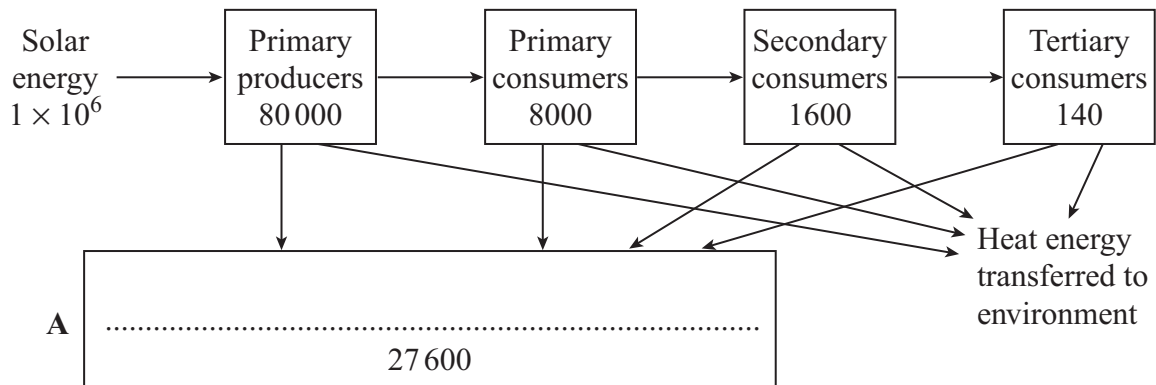 Solar
energy
1 × 10⁶
Primary
producers
80 000
Primary
consumers
8000
Secondary
consumers
1600
Tertiary
consumers
140
Heat energy
transferred to
environment
A
................................................................................
27 600